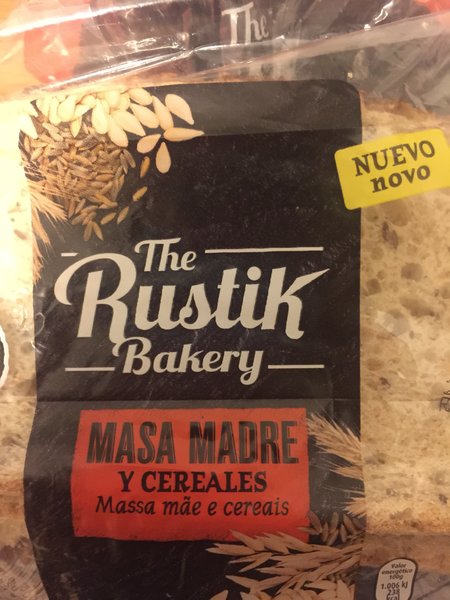 The
NUEVO
novo
The
Rustik
Bakery
MASA MADRE
Y CEREALES
Massa mãe e cereais
Valor
energético
100g
1.006 kJ
238
kcal